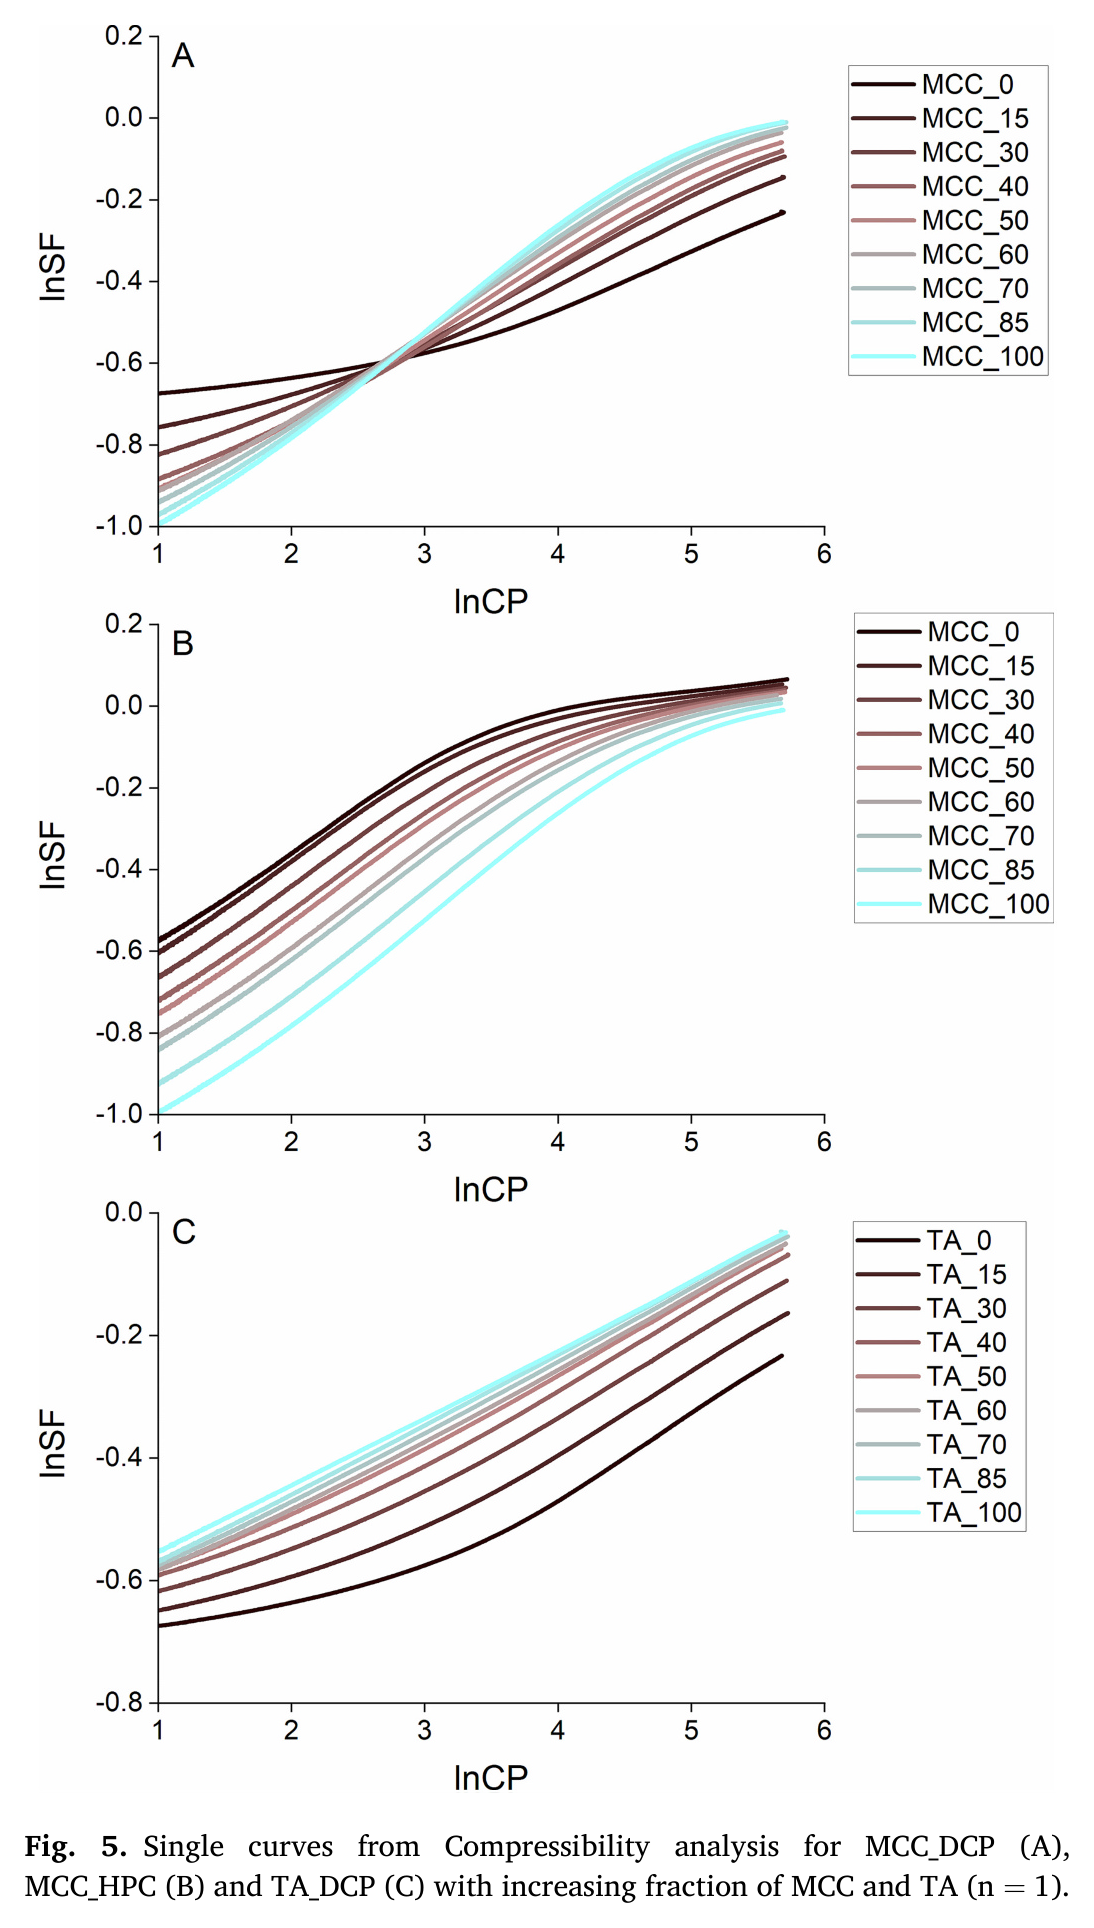 A
0.2
0.0
-0.2
-0.4
-0.6
-0.8
-1.0
lnSF
1 2 3 4 5 6
lnCP
MCC_0
MCC_15
MCC_30
MCC_40
MCC_50
MCC_60
MCC_70
MCC_85
MCC_100
B
0.2
0.0
-0.2
-0.4
-0.6
-0.8
-1.0
lnSF
1 2 3 4 5 6
lnCP
MCC_0
MCC_15
MCC_30
MCC_40
MCC_50
MCC_60
MCC_70
MCC_85
MCC_100
C
0.0
-0.2
-0.4
-0.6
-0.8
lnSF
1 2 3 4 5 6
lnCP
TA_0
TA_15
TA_30
TA_40
TA_50
TA_60
TA_70
TA_85
TA_100
Fig. 5. Single curves from Compressibility analysis for MCC_DCP (A),
MCC_HPC (B) and TA_DCP (C) with increasing fraction of MCC and TA (n = 1).